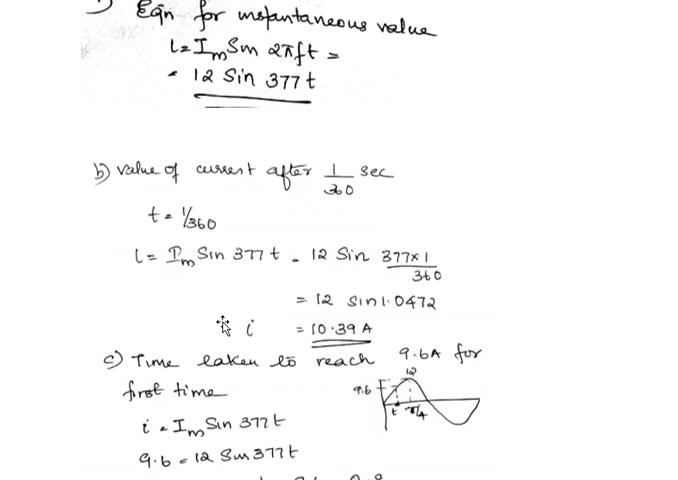 Eqn for instantaneous value
i = Im Sin 2πft =
= 12 Sin 377t
b) Value of current after 1/360 sec
t = 1/360
i = Im Sin 377t = 12 Sin 377×1/360
= 12 sin 1.0472
i = 10.39 A
c) Time taken to reach 9.6A for
first time
12
9.6
t π/4
i = Im Sin 377t
9.6 = 12 Sin 377t